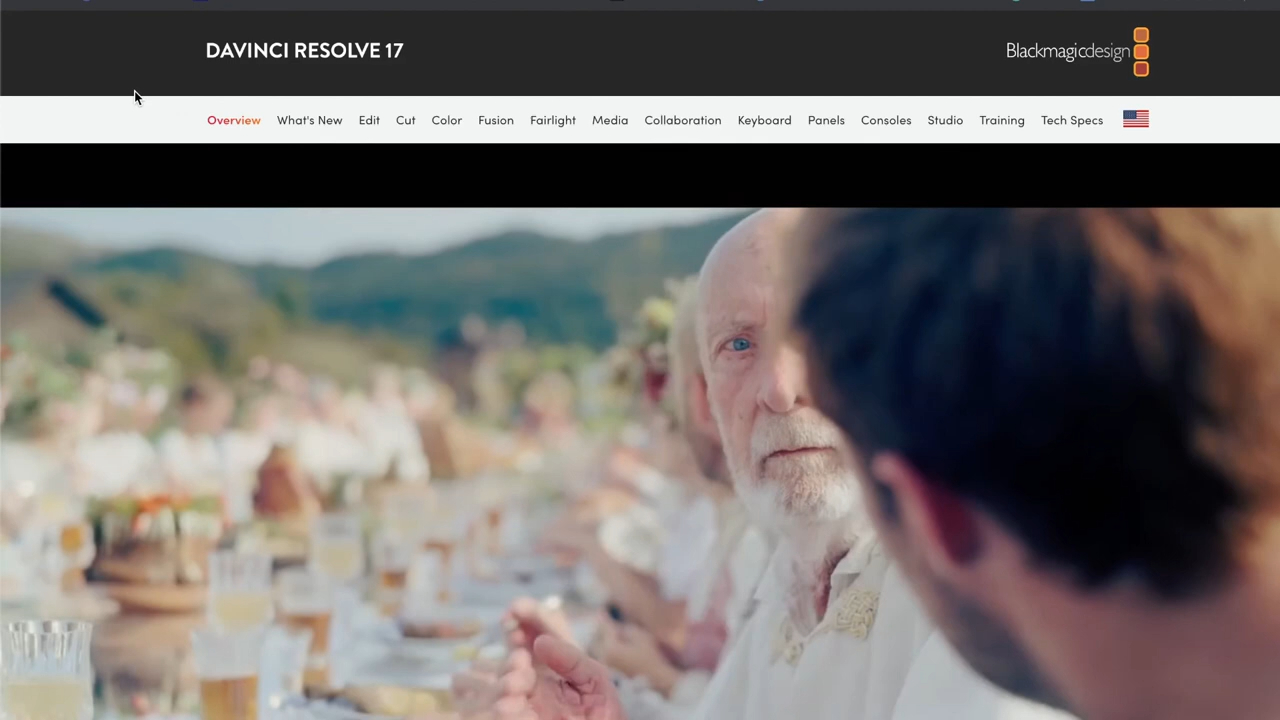 DAVINCI RESOLVE 17
Blackmagicdesign
Overview What's New Edit Cut Color Fusion Fairlight Media Collaboration Keyboard Panels Consoles Studio Training Tech Specs